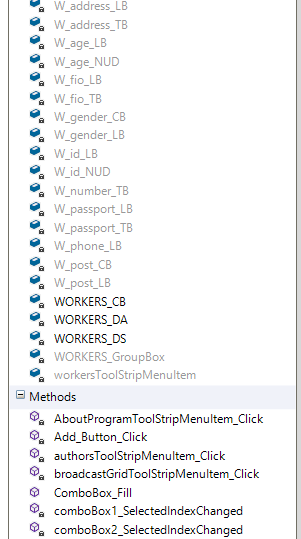 W_address_LB
W_address_TB
W_age_LB
W_age_NUD
W_fio_LB
W_fio_TB
W_gender_CB
W_gender_LB
W_id_LB
W_id_NUD
W_number_TB
W_passport_LB
W_passport_TB
W_phone_LB
W_post_CB
W_post_LB
WORKERS_CB
WORKERS_DA
WORKERS_DS
WORKERS_GroupBox
workersToolStripMenuItem
Methods
AboutProgramToolStripMenuItem_Click
Add_Button_Click
authorsToolStripMenuItem_Click
broadcastGridToolStripMenuItem_Click
ComboBox_Fill
comboBox1_SelectedIndexChanged
comboBox2_SelectedIndexChanged